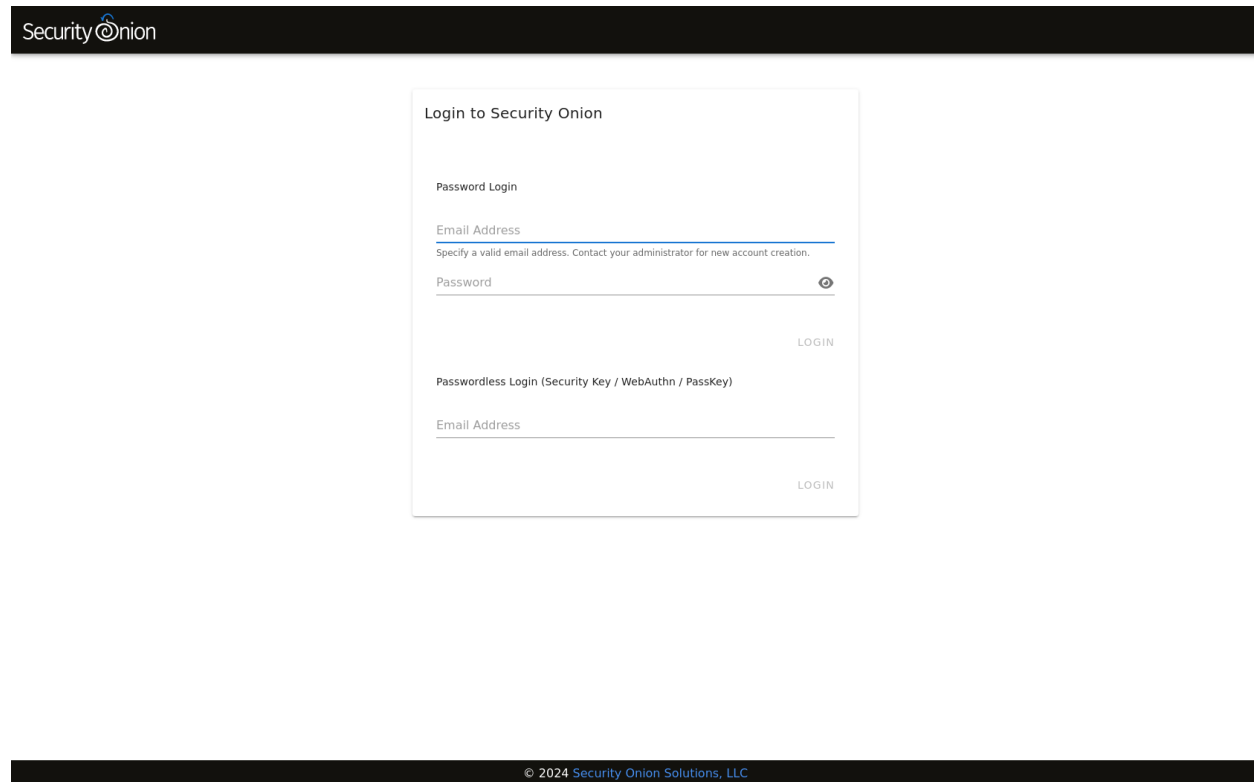 Security Onion
Login to Security Onion
Password Login
Email Address
Specify a valid email address. Contact your administrator for new account creation.
Password
LOGIN
Passwordless Login (Security Key / WebAuthn / PassKey)
Email Address
LOGIN
© 2024 Security Onion Solutions, LLC